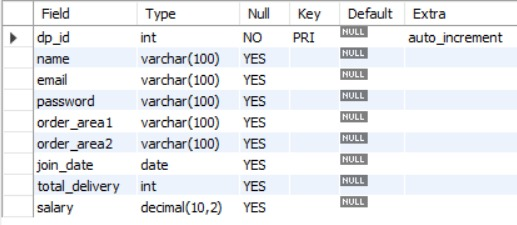 Field Type Null Key Default Extra
dp_id int NO PRI NULL auto_increment
name varchar(100) YES NULL
email varchar(100) YES NULL
password varchar(100) YES NULL
order_area1 varchar(100) YES NULL
order_area2 varchar(100) YES NULL
join_date date YES NULL
total_delivery int YES NULL
salary decimal(10,2) YES NULL